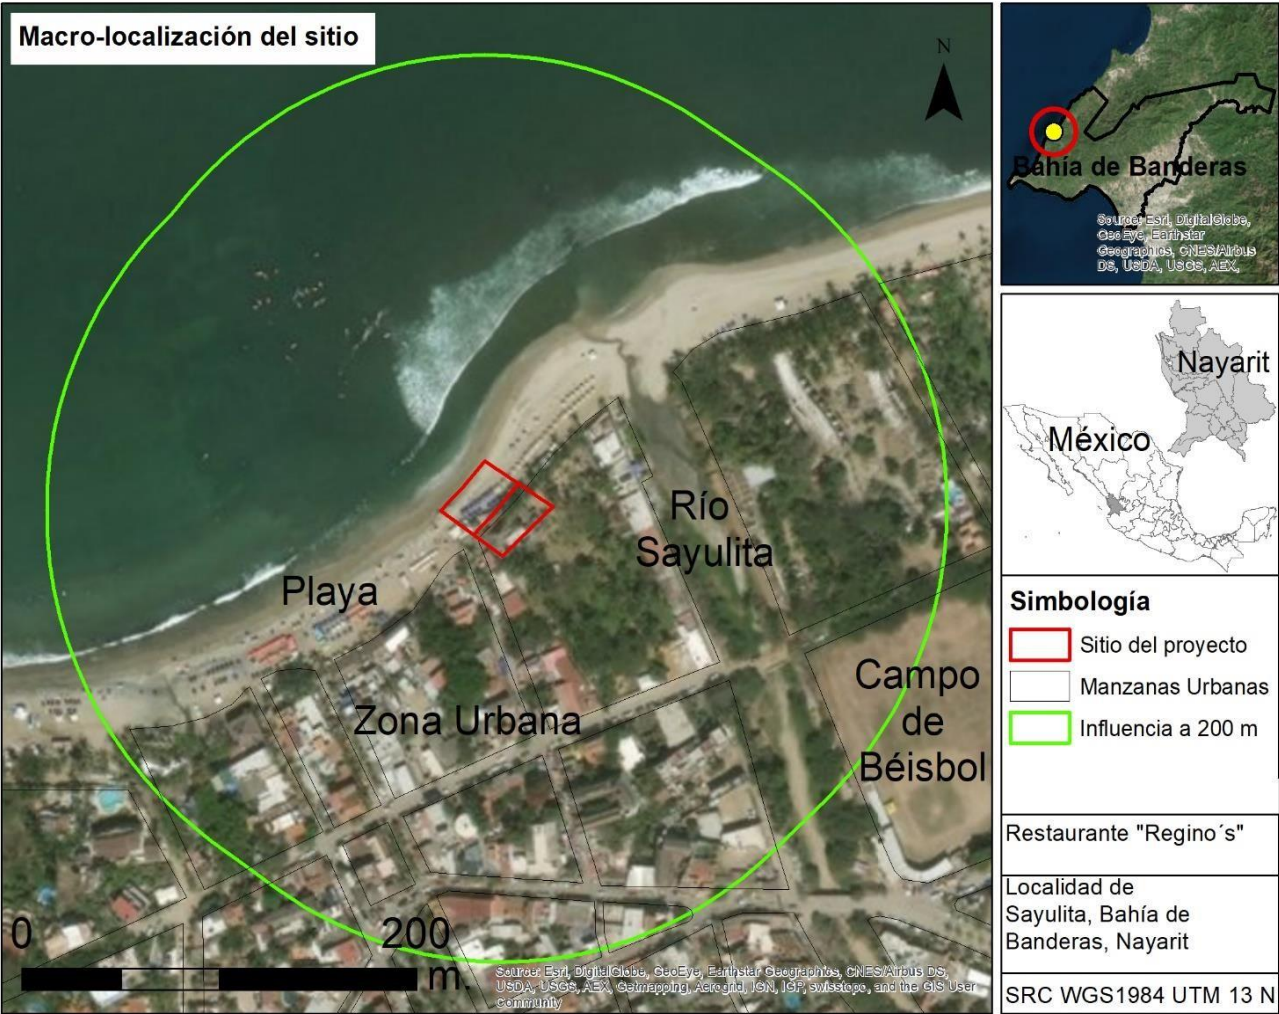 Macro-localización del sitio
N
Playa
Río
Sayulita
Zona Urbana
Campo
de
Béisbol
0
200
m.
Source: Esri, DigitalGlobe, GeoEye, Earthstar Geographics, CNES/Airbus DS,
USDA, USGS, AEX, Getmapping, Aerogrid, IGN, IGP, swisstopo, and the GIS User
Community
Bahía de Banderas
Source: Esri, DigitalGlobe,
GeoEye, Earthstar
Geographics, CNES/Airbus
DS, USDA, USGS, AEX,
Nayarit
México
Simbología
Sitio del proyecto
Manzanas Urbanas
Influencia a 200 m
Restaurante "Regino´s"
Localidad de
Sayulita, Bahía de
Banderas, Nayarit
SRC WGS1984 UTM 13 N